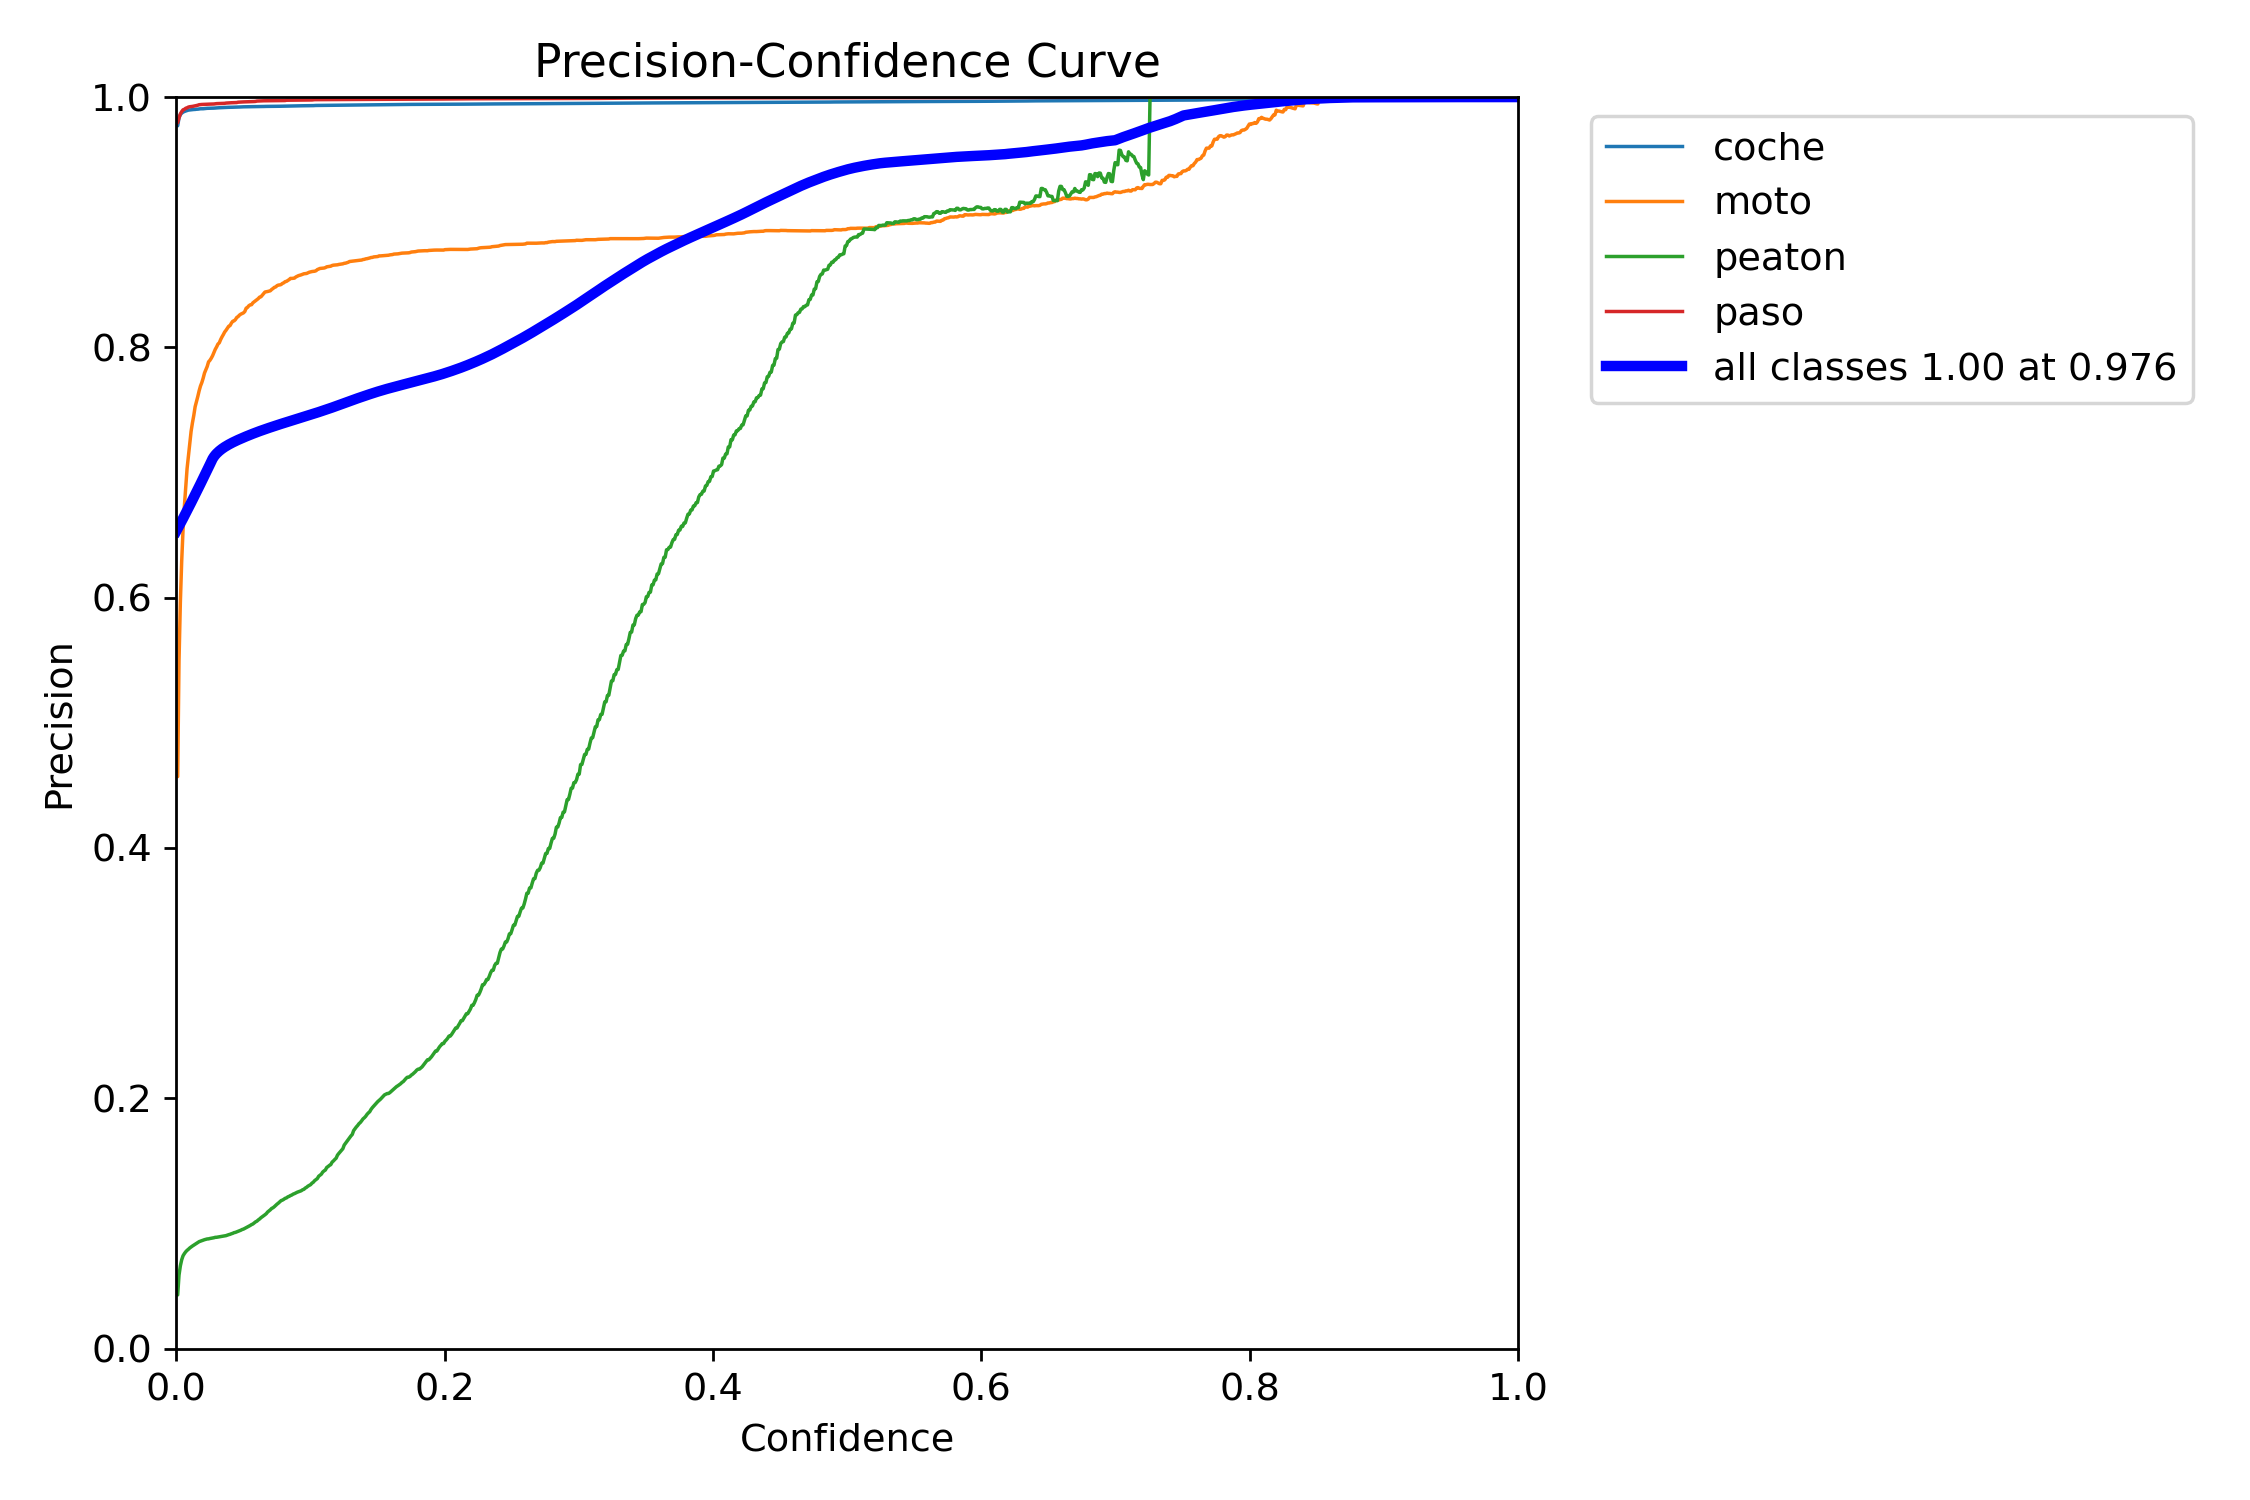 Precision-Confidence Curve
1.0
0.8
0.6
0.4
0.2
0.0
Precision
0.0 0.2 0.4 0.6 0.8 1.0
Confidence
coche
moto
peaton
paso
all classes 1.00 at 0.976